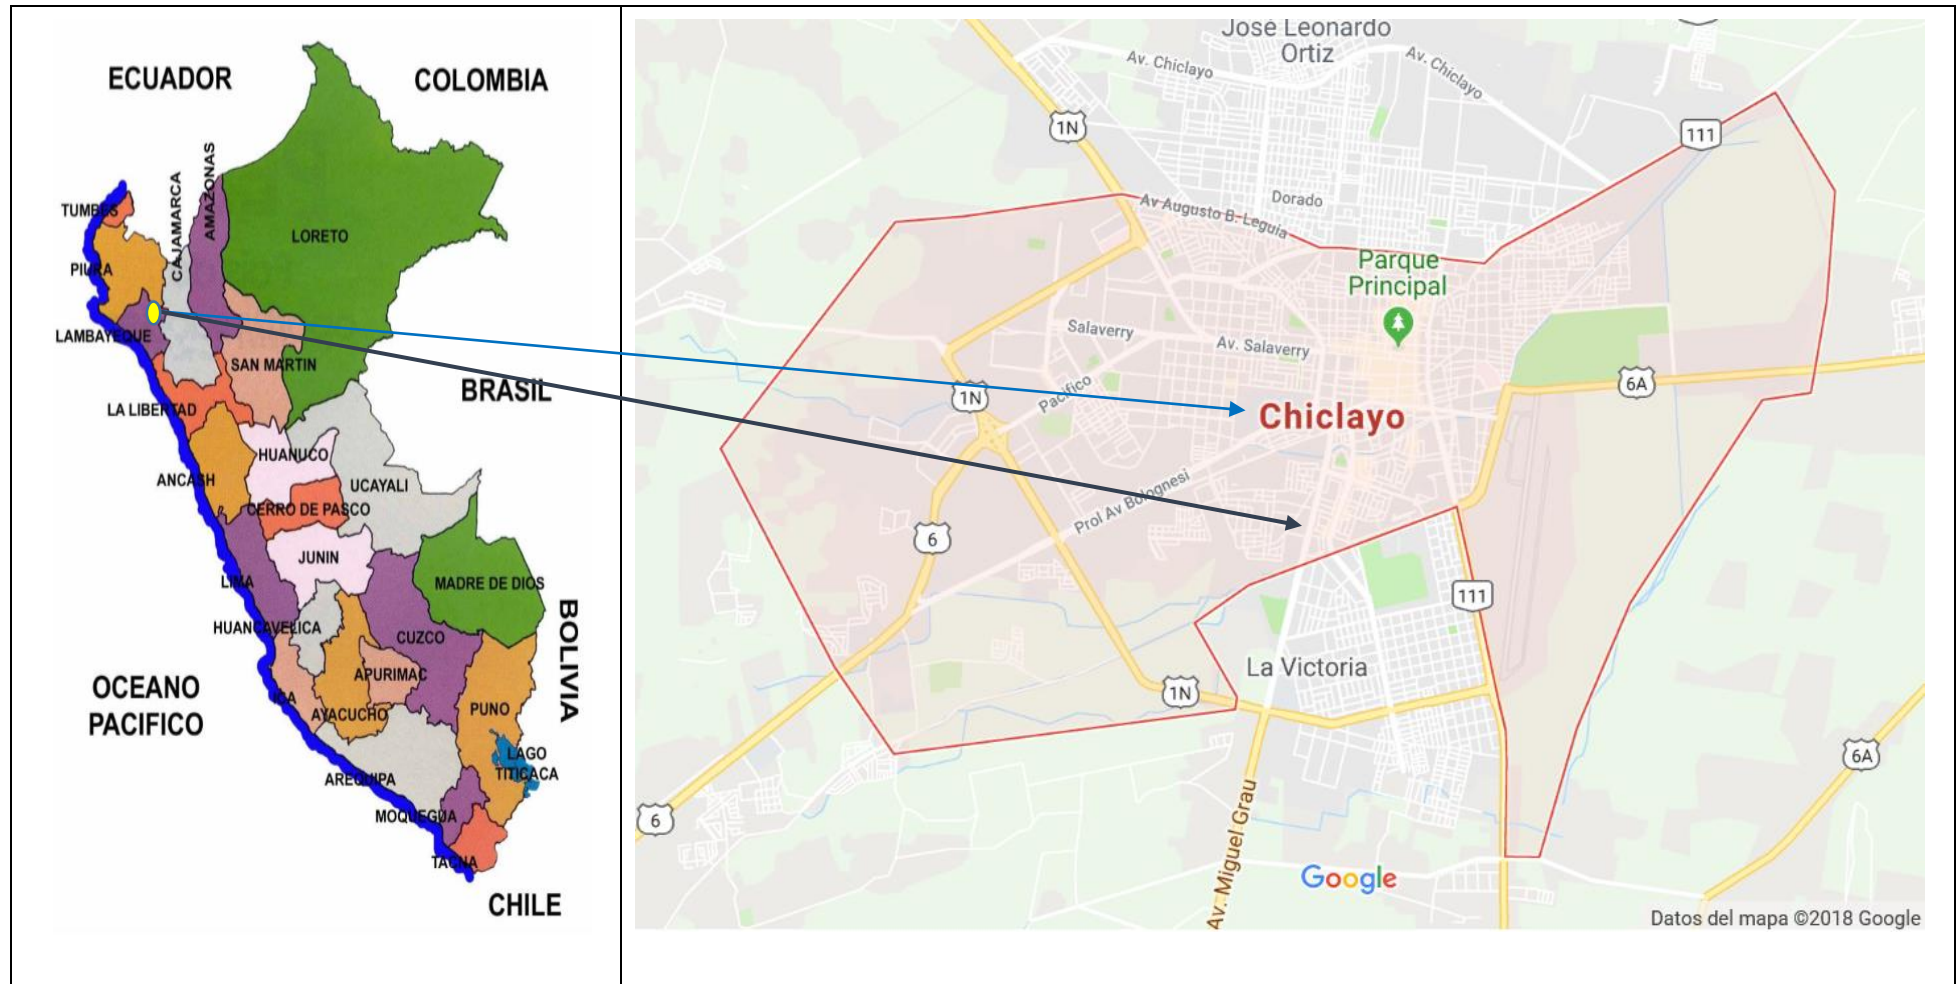 ECUADOR
COLOMBIA
CAJAMARCA
AMAZONAS
TUMBES
LORETO
PIURA
LAMBAYEQUE
SAN MARTIN
BRASIL
LA LIBERTAD
HUANUCO
ANCASH
UCAYALI
CERRO DE PASCO
JUNIN
LIMA
MADRE DE DIOS
BOLIVIA
HUANCAVELICA
CUZCO
APURIMAC
OCEANO
PACIFICO
ICA
AYACUCHO
PUNO
LAGO
TITICACA
AREQUIPA
MOQUEGUA
TACNA
CHILE
José Leonardo
Ortiz
Av. Chiclayo
Av. Chiclayo
1N
111
Dorado
Av Augusto B. Leguia
Parque
Principal
Salaverry
Av. Salaverry
6A
1N
Pacifico
Chiclayo
Prol Av Bolognesi
6
111
La Victoria
1N
6A
6
Av. Miguel Grau
Google
Datos del mapa ©2018 Google